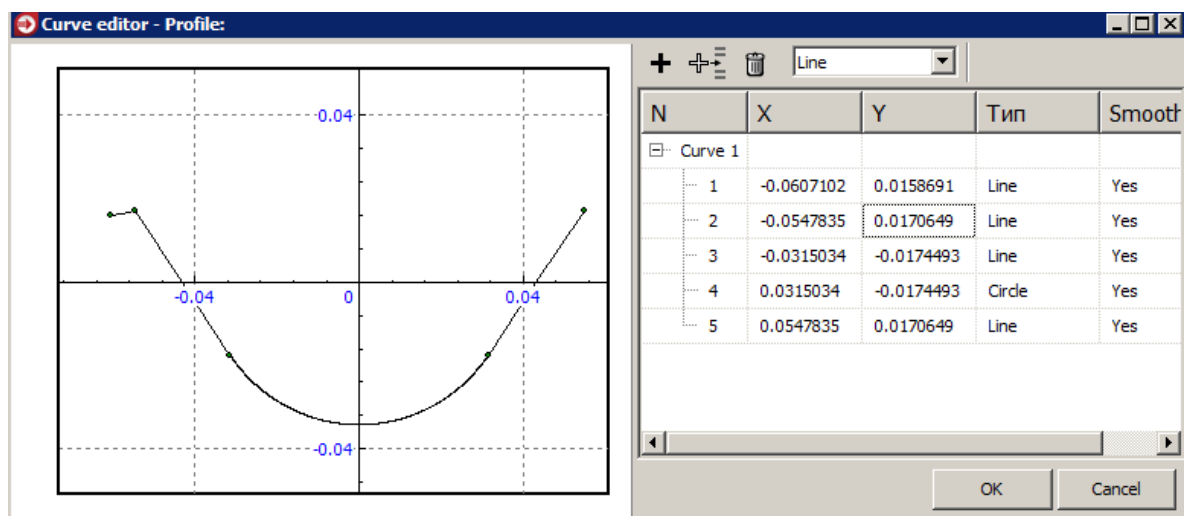 Curve editor - Profile:
Line
N X Y Тип Smooth
Curve 1
1 -0.0607102 0.0158691 Line Yes
2 -0.0547835 0.0170649 Line Yes
3 -0.0315034 -0.0174493 Line Yes
4 0.0315034 -0.0174493 Circle Yes
5 0.0547835 0.0170649 Line Yes
0.04
-0.04 0 0.04
-0.04
OK Cancel